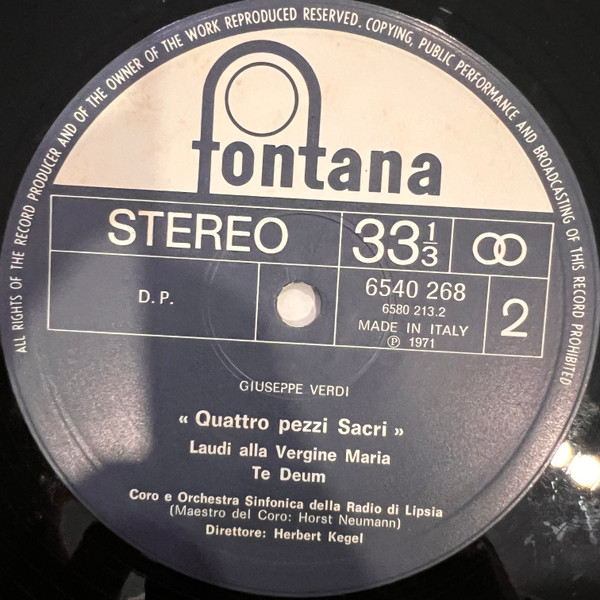 ALL RIGHTS OF THE RECORD PRODUCER AND OF THE OWNER OF THE WORK REPRODUCED RESERVED. COPYING, PUBLIC PERFORMANCE AND BROADCASTING OF THIS RECORD PROHIBITED
fontana
STEREO
33 1/3
D.P.
6540 268
6580 213.2
MADE IN ITALY
℗ 1971
2
GIUSEPPE VERDI
« Quattro pezzi Sacri »
Laudi alla Vergine Maria
Te Deum
Coro e Orchestra Sinfonica della Radio di Lipsia
(Maestro del Coro: Horst Neumann)
Direttore: Herbert Kegel